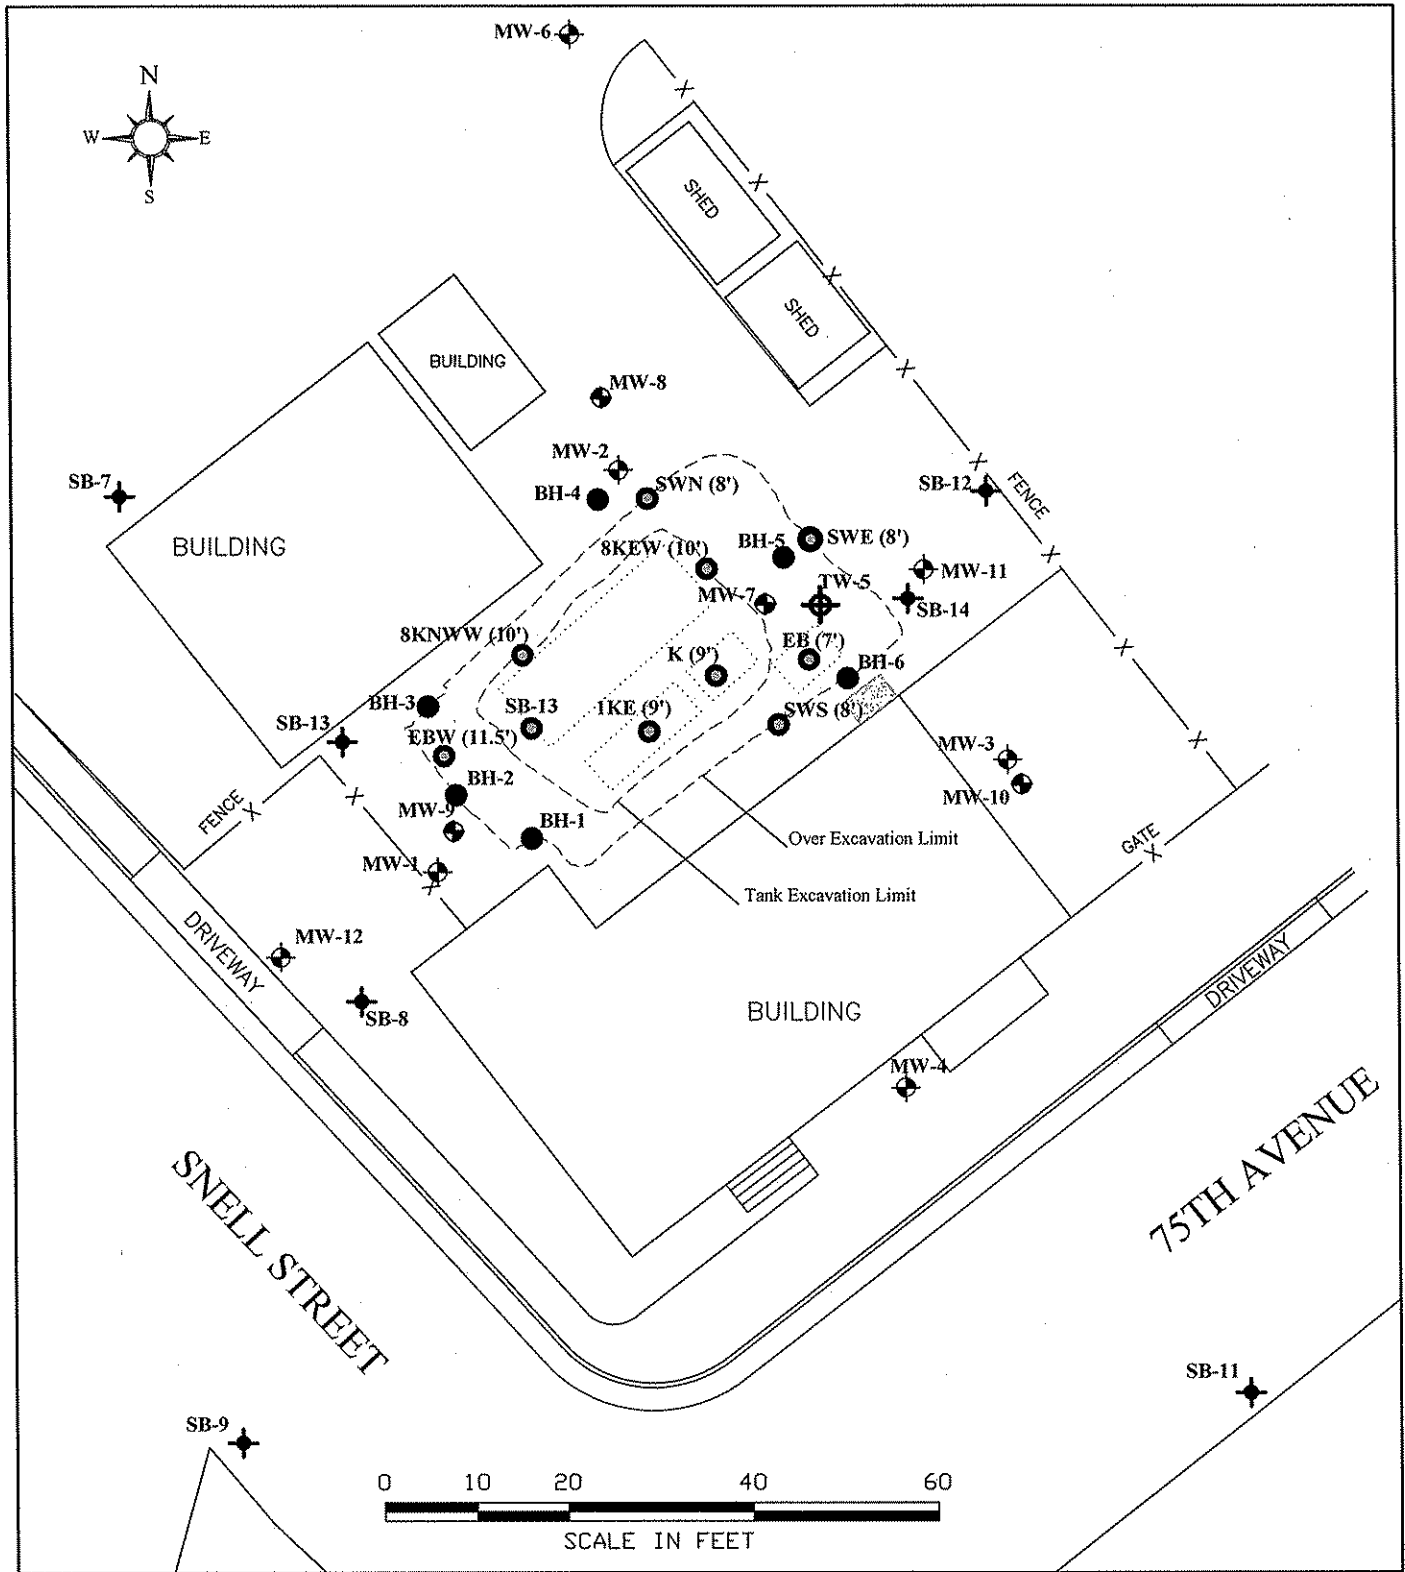 MW-6
N
W E
S
SHED
SHED
BUILDING
MW-8
MW-2
SB-7
BH-4
SWN (8')
SB-12
FENCE
BUILDING
8KEW (10')
BH-5
SWE (8')
MW-11
TW-5
MW-7
SB-14
8KNWW (10')
EB (7')
K (9')
BH-6
BH-3
SB-13
SB-13
1KE (9')
SWS (8')
EBW (11.5')
MW-3
BH-2
MW-10
FENCE
MW-9
BH-1
Over Excavation Limit
GATE
MW-1
Tank Excavation Limit
DRIVEWAY
MW-12
SB-8
BUILDING
DRIVEWAY
MW-4
SNELL STREET
75TH AVENUE
SB-11
SB-9
0 10 20 40 60
SCALE IN FEET